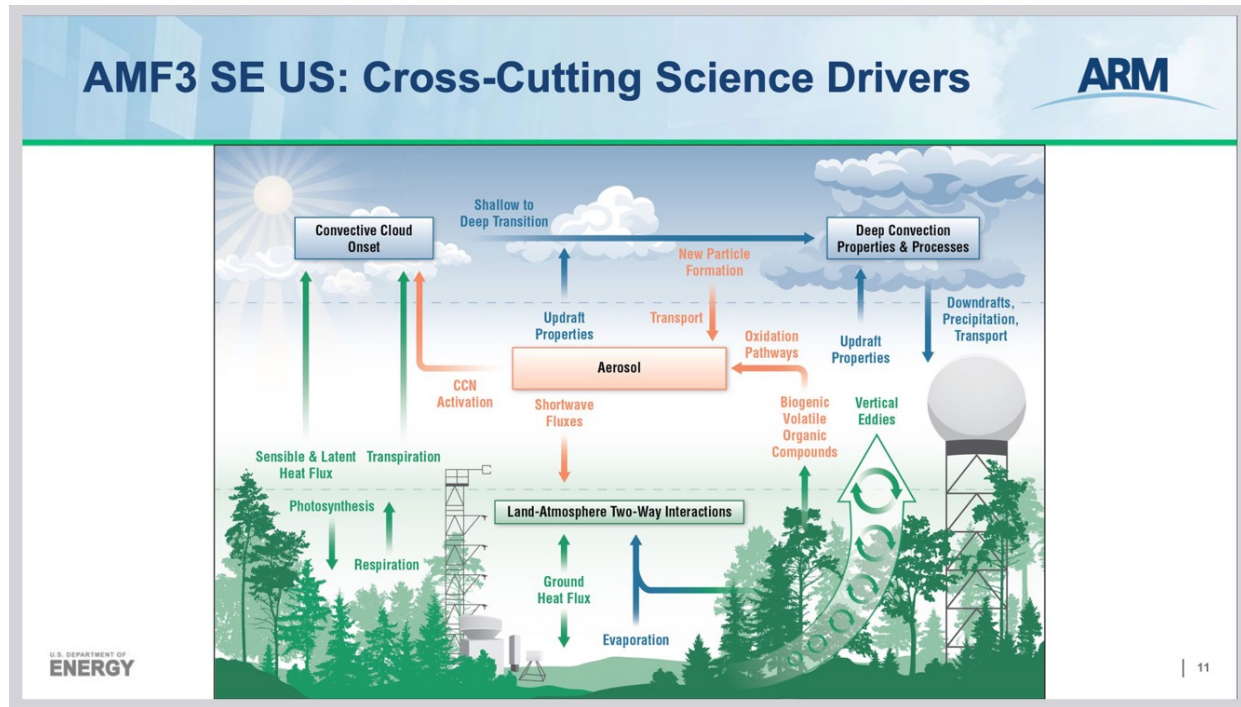 AMF3 SE US: Cross-Cutting Science Drivers
ARM
Shallow to
Deep Transition
Convective Cloud
Onset
Deep Convection
Properties & Processes
New Particle
Formation
Updraft
Properties
Transport
Oxidation
Pathways
Updraft
Properties
Downdrafts,
Precipitation,
Transport
Aerosol
CCN
Activation
Shortwave
Fluxes
Biogenic
Volatile
Organic
Compounds
Vertical
Eddies
Sensible & Latent
Heat Flux
Transpiration
Photosynthesis
Respiration
Land-Atmosphere Two-Way Interactions
Ground
Heat Flux
Evaporation
U.S. DEPARTMENT OF
ENERGY
11